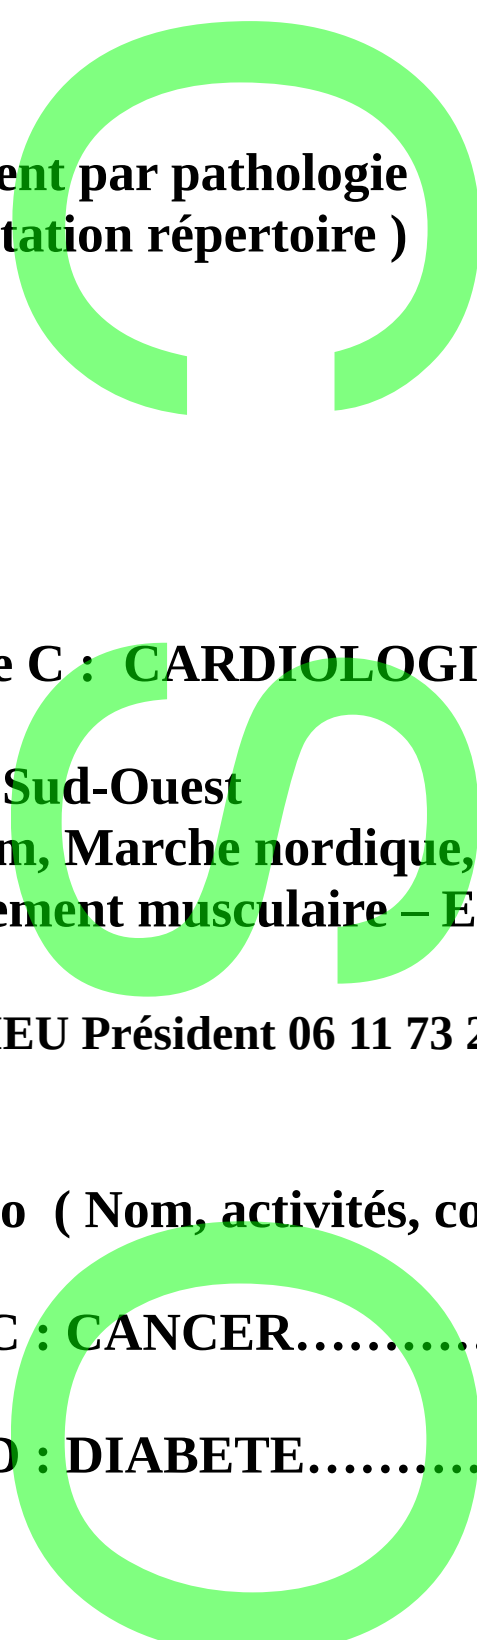 ent par pathologie
tation répertoire )
e C :  CARDIOLOGI
Sud-Ouest
m, Marche nordique,
ement musculaire – E
IEU Président 06 11 73 2
o  ( Nom, activités, co
C : CANCER…………
D : DIABETE…………
C S O